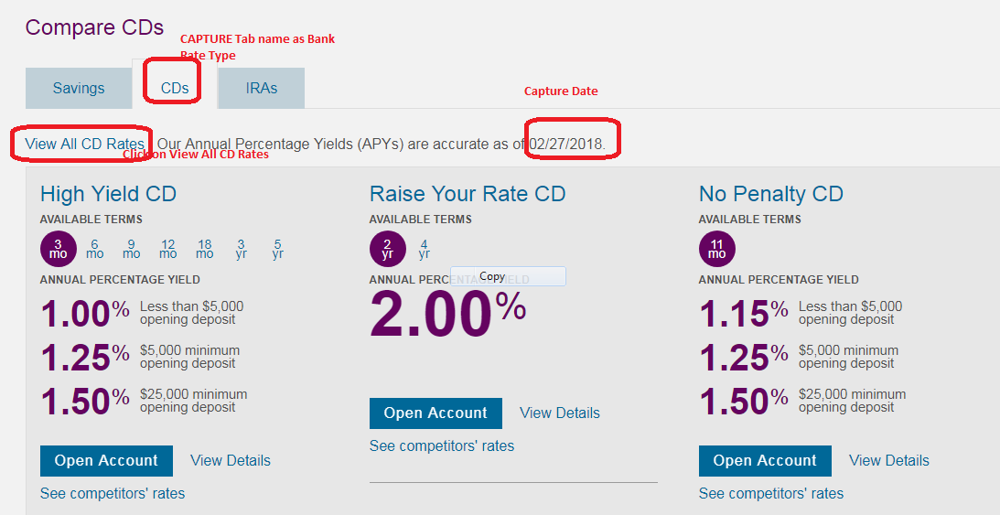 Compare CDs
CAPTURE Tab name as Bank
Rate Type
Savings
CDs
IRAs
Capture Date
View All CD Rates Our Annual Percentage Yields (APYs) are accurate as of 02/27/2018.
Click on View All CD Rates
High Yield CD
AVAILABLE TERMS
3 mo 6 mo 9 mo 12 mo 18 mo 3 yr 5 yr
ANNUAL PERCENTAGE YIELD
1.00% Less than $5,000
opening deposit
1.25% $5,000 minimum
opening deposit
1.50% $25,000 minimum
opening deposit
Open Account View Details
See competitors' rates
Raise Your Rate CD
AVAILABLE TERMS
2 yr 4 yr
ANNUAL PERCENTAGE YIELD
Copy
2.00%
Open Account View Details
See competitors' rates
No Penalty CD
AVAILABLE TERMS
11 mo
ANNUAL PERCENTAGE YIELD
1.15% Less than $5,000
opening deposit
1.25% $5,000 minimum
opening deposit
1.50% $25,000 minimum
opening deposit
Open Account View Details
See competitors' rates